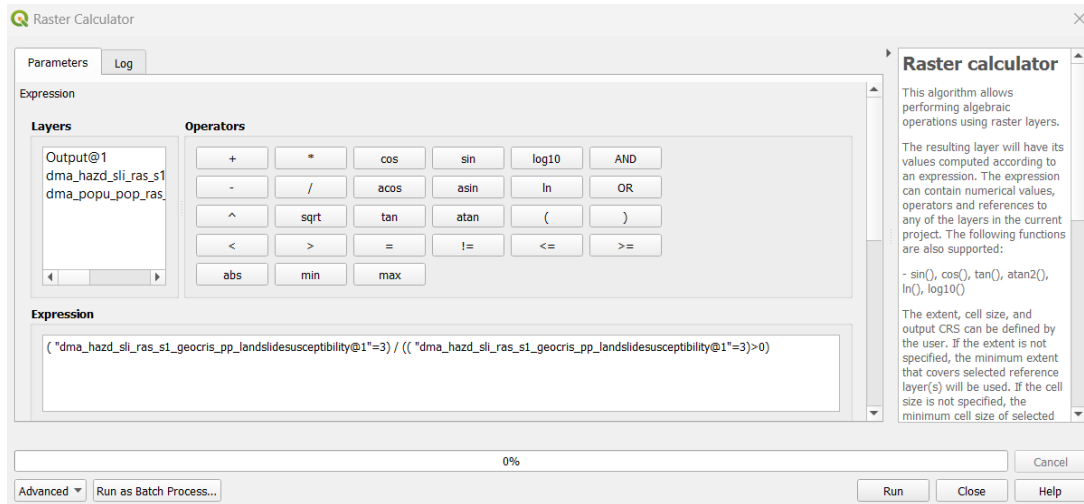 Raster Calculator
Parameters
Log
Expression
Layers
Output@1
dma_hazd_sli_ras_s1
dma_popu_pop_ras_
Operators
+ * cos sin log10 AND
- / acos asin ln OR
^ sqrt tan atan ( )
< > = != <= >=
abs min max
Expression
( "dma_hazd_sli_ras_s1_geocris_pp_landslidesusceptibility@1"=3) / (( "dma_hazd_sli_ras_s1_geocris_pp_landslidesusceptibility@1"=3)>0)
Raster calculator
This algorithm allows
performing algebraic
operations using raster layers.
The resulting layer will have its
values computed according to
an expression. The expression
can contain numerical values,
operators and references to
any of the layers in the current
project. The following functions
are also supported:
- sin(), cos(), tan(), atan2(),
ln(), log10()
The extent, cell size, and
output CRS can be defined by
the user. If the extent is not
specified, the minimum extent
that covers selected reference
layer(s) will be used. If the cell
size is not specified, the
minimum cell size of selected
0%
Cancel
Advanced
Run as Batch Process...
Run
Close
Help